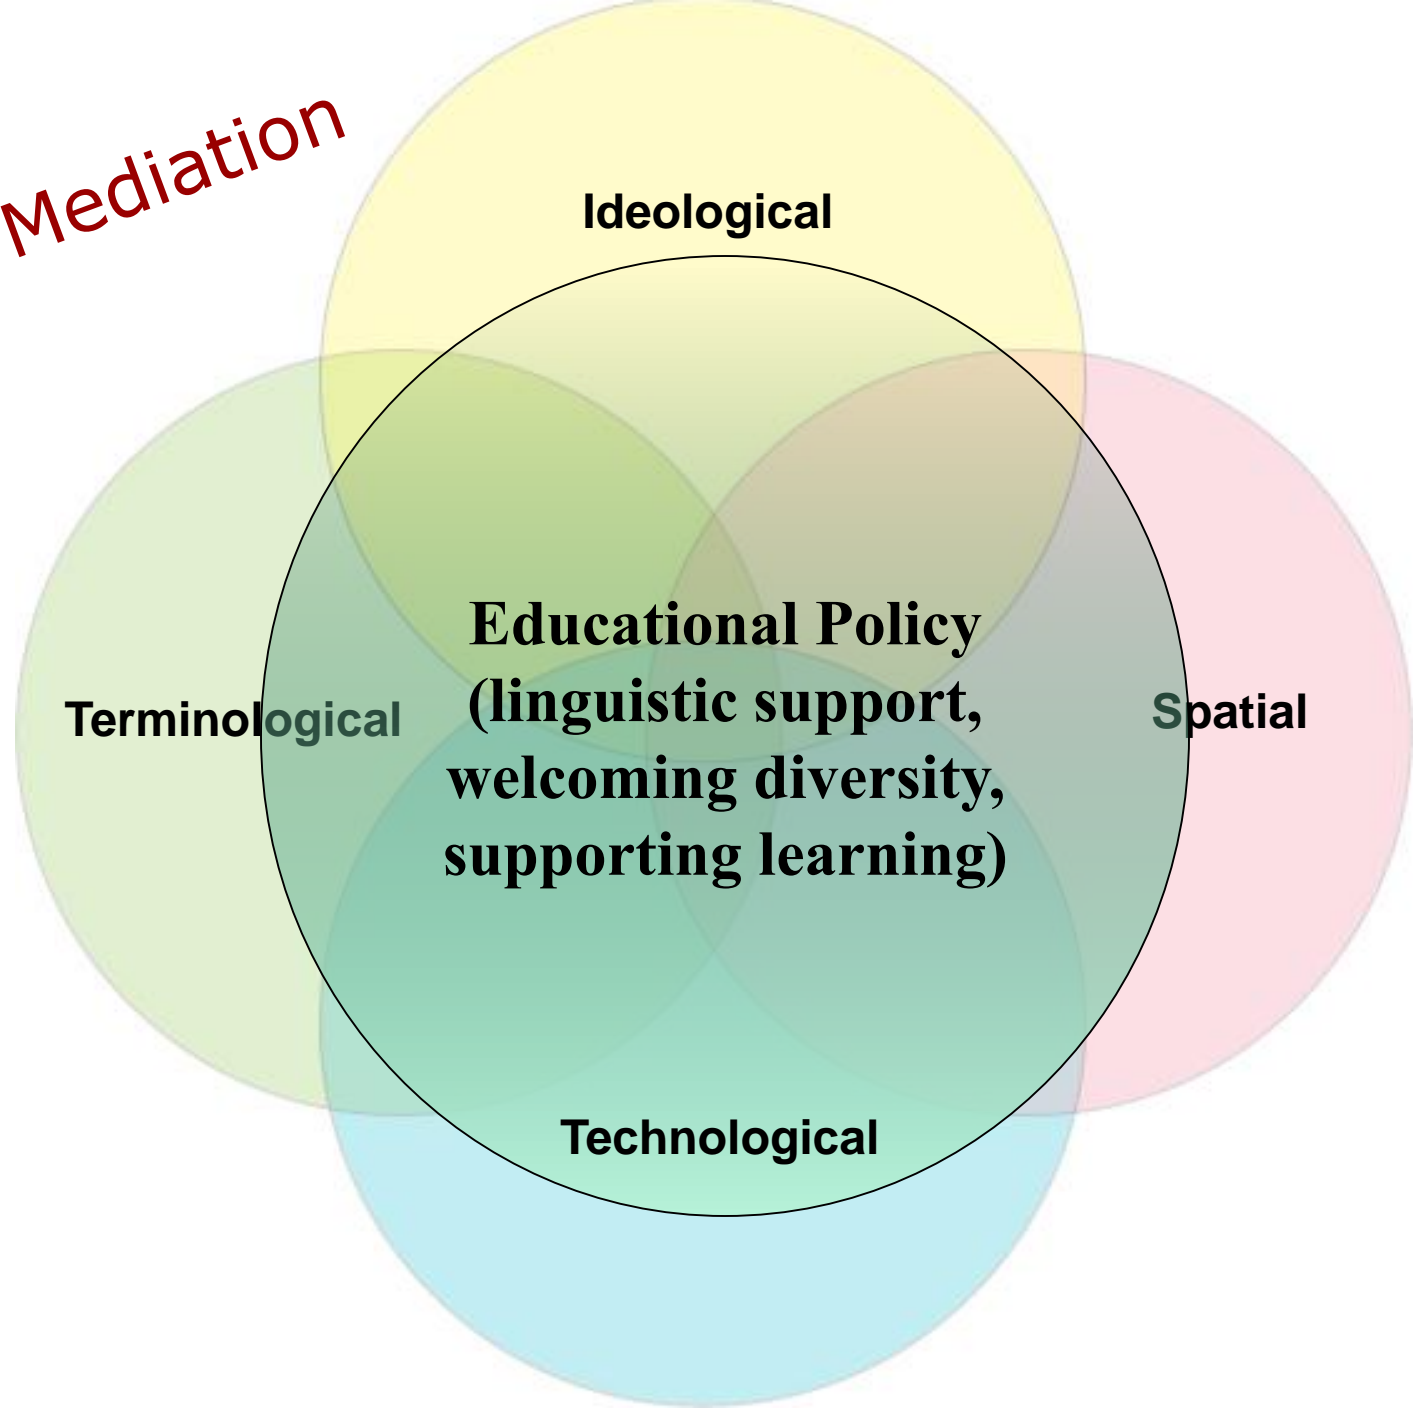 Mediation
Ideological
Educational Policy
(linguistic support,
welcoming diversity,
supporting learning)
Terminological
Spatial
Technological